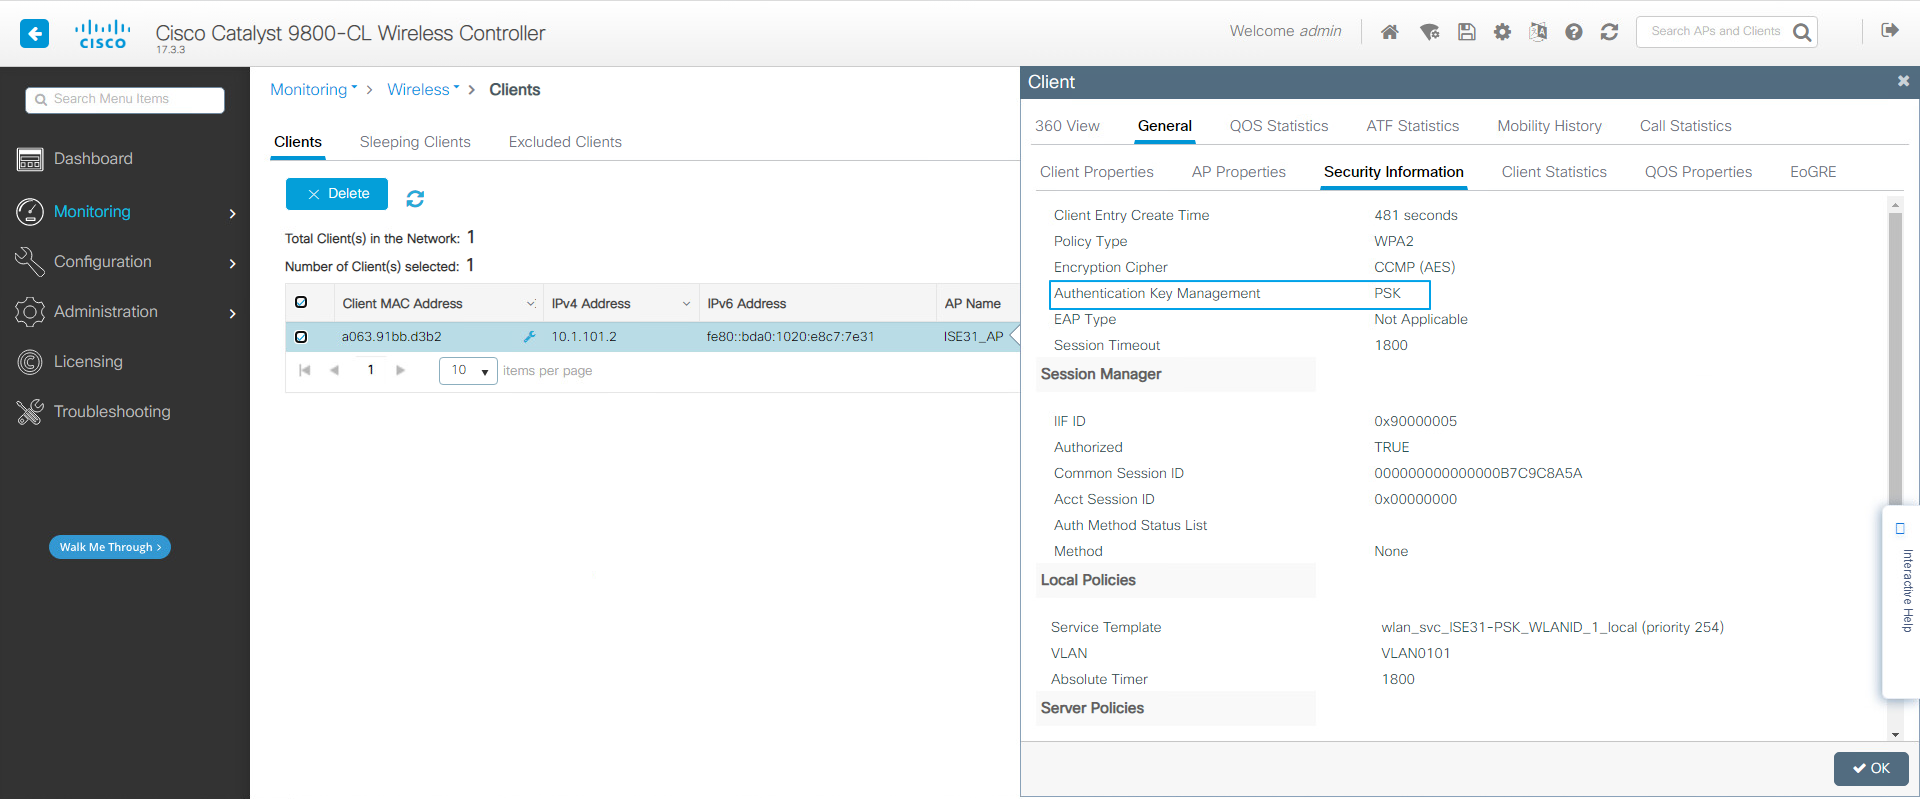 CISCO
Cisco Catalyst 9800-CL Wireless Controller
17.3.3
Welcome admin
Search APs and Clients
Search Menu Items
Dashboard
Monitoring
Configuration
Administration
Licensing
Troubleshooting
Walk Me Through >
Monitoring > Wireless > Clients
Clients Sleeping Clients Excluded Clients
× Delete
Total Client(s) in the Network: 1
Number of Client(s) selected: 1
Client MAC Address IPv4 Address IPv6 Address AP Name
a063.91bb.d3b2 10.1.101.2 fe80::bda0:1020:e8c7:7e31 ISE31_AP
1 10 items per page
Client
360 View General QOS Statistics ATF Statistics Mobility History Call Statistics
Client Properties AP Properties Security Information Client Statistics QOS Properties EoGRE
Client Entry Create Time 481 seconds
Policy Type WPA2
Encryption Cipher CCMP (AES)
Authentication Key Management PSK
EAP Type Not Applicable
Session Timeout 1800
Session Manager
IIF ID 0x90000005
Authorized TRUE
Common Session ID 000000000000000B7C9C8A5A
Acct Session ID 0x00000000
Auth Method Status List
Method None
Local Policies
Service Template wlan_svc_ISE31-PSK_WLANID_1_local (priority 254)
VLAN VLAN0101
Absolute Timer 1800
Server Policies
Interactive Help
OK